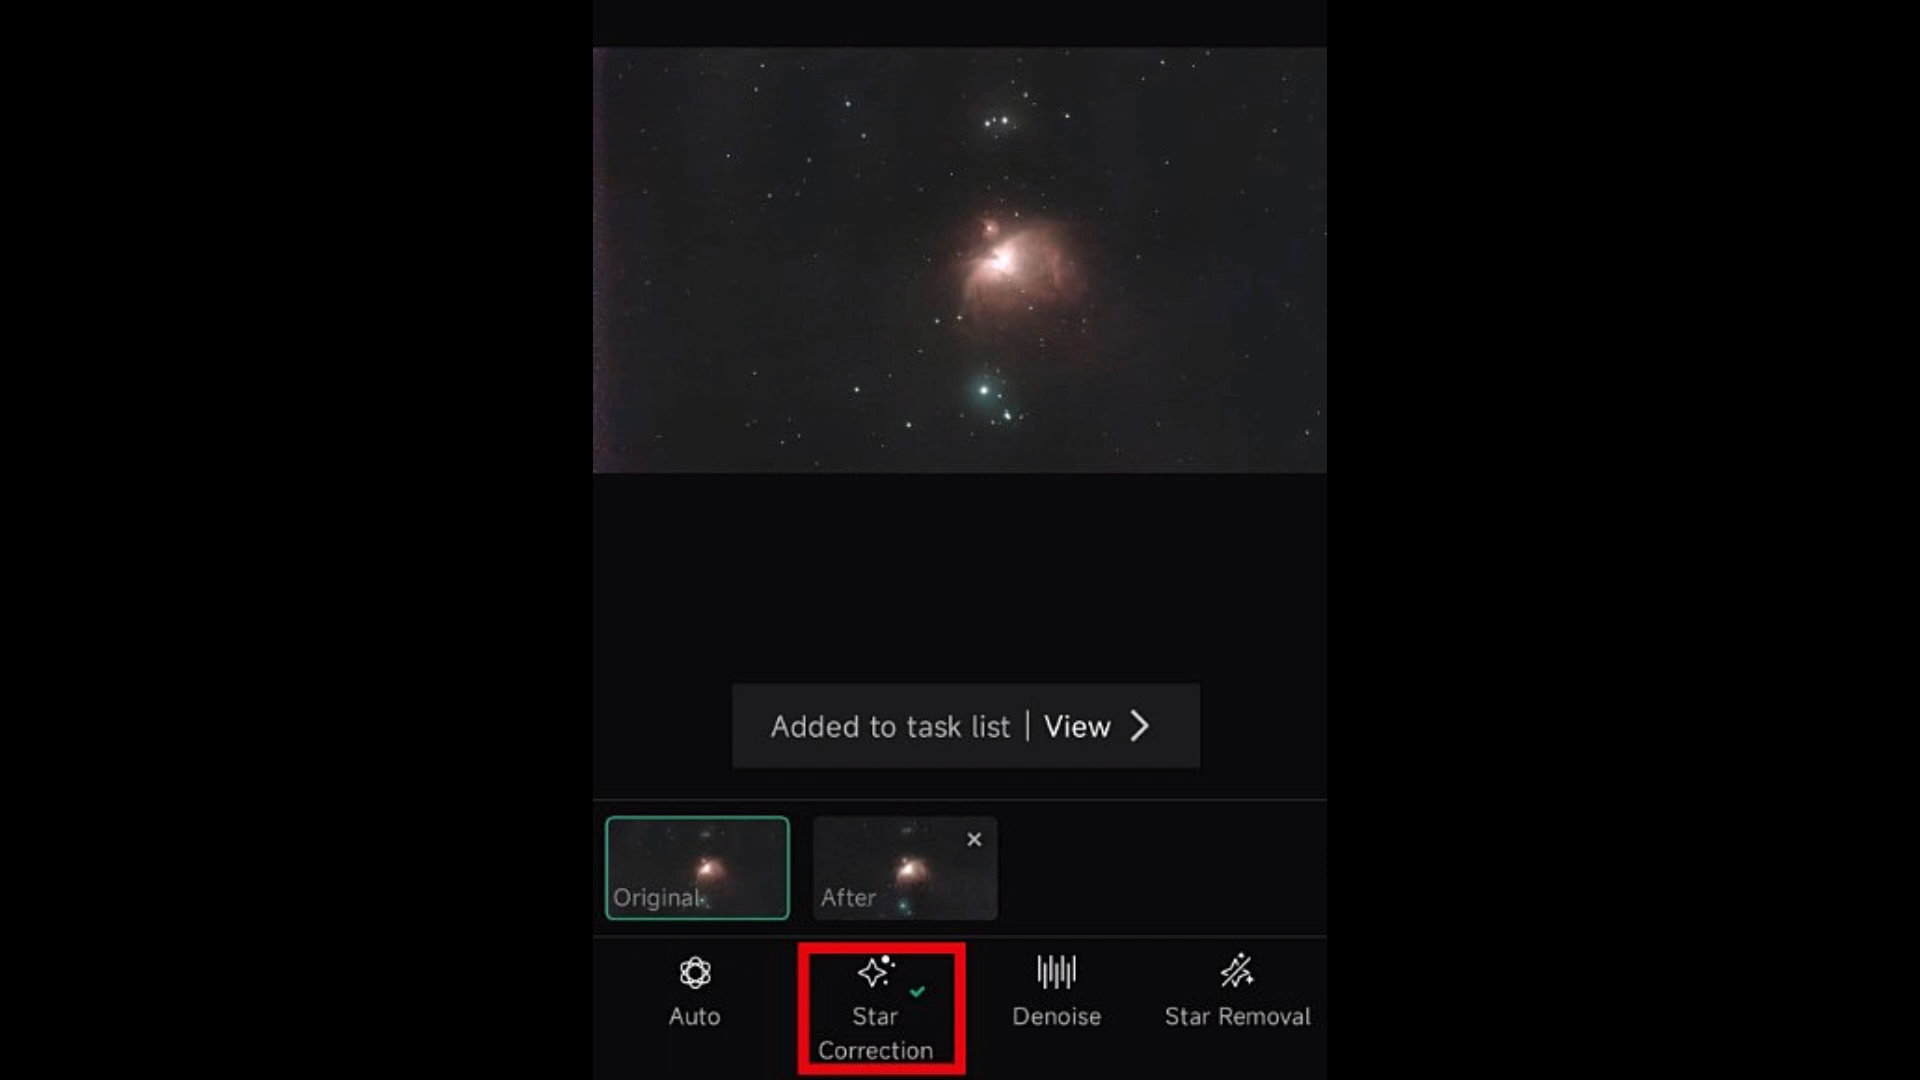 Added to task list | View
Original
After
Auto
Star
Correction
Denoise
Star Removal